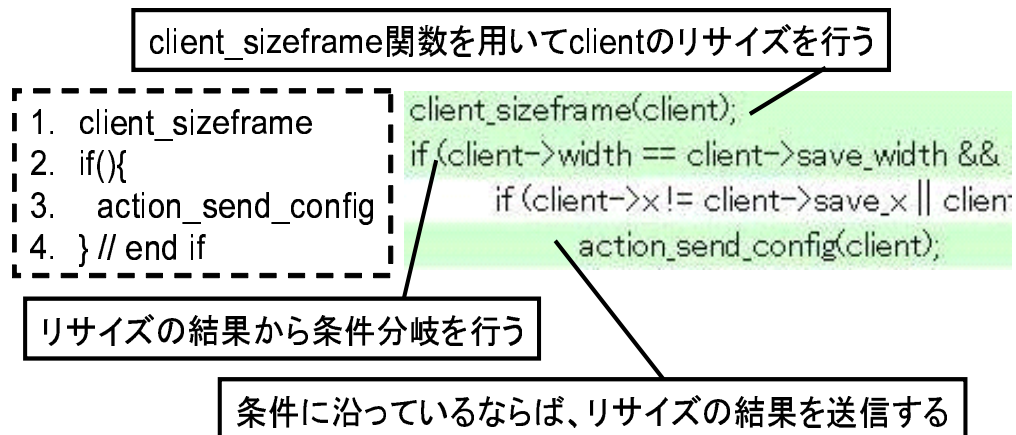 client_sizeframe関数を用いてclientのリサイズを行う
1. client_sizeframe
2. if(){
3. action_send_config
4. } // end if
client_sizeframe(client);
if (client->width == client->save_width &&
if (client->x != client->save_x || client
action_send_config(client);
リサイズの結果から条件分岐を行う
条件に沿っているならば、リサイズの結果を送信する